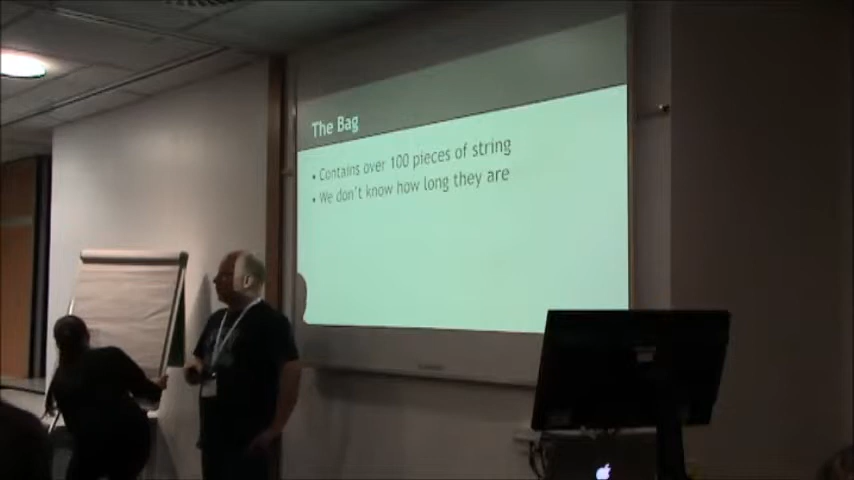 The Bag
• Contains over 100 pieces of string
• We don't know how long they are